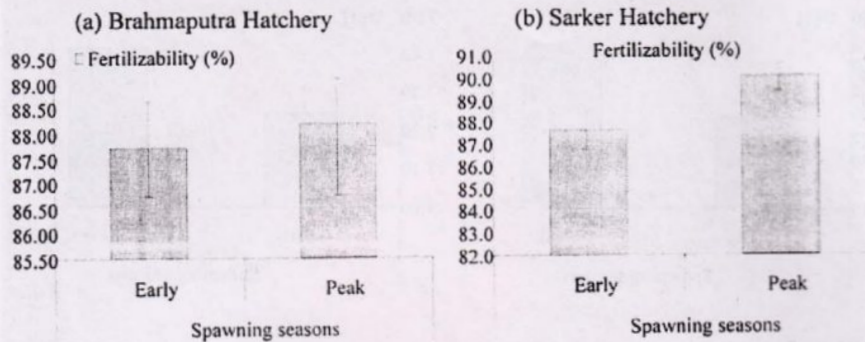 (a) Brahmaputra Hatchery
Fertilizability (%)
89.50
89.00
88.50
88.00
87.50
87.00
86.50
86.00
85.50
Early Peak
Spawning seasons
(b) Sarker Hatchery
Fertilizability (%)
91.0
90.0
89.0
88.0
87.0
86.0
85.0
84.0
83.0
82.0
Early Peak
Spawning seasons